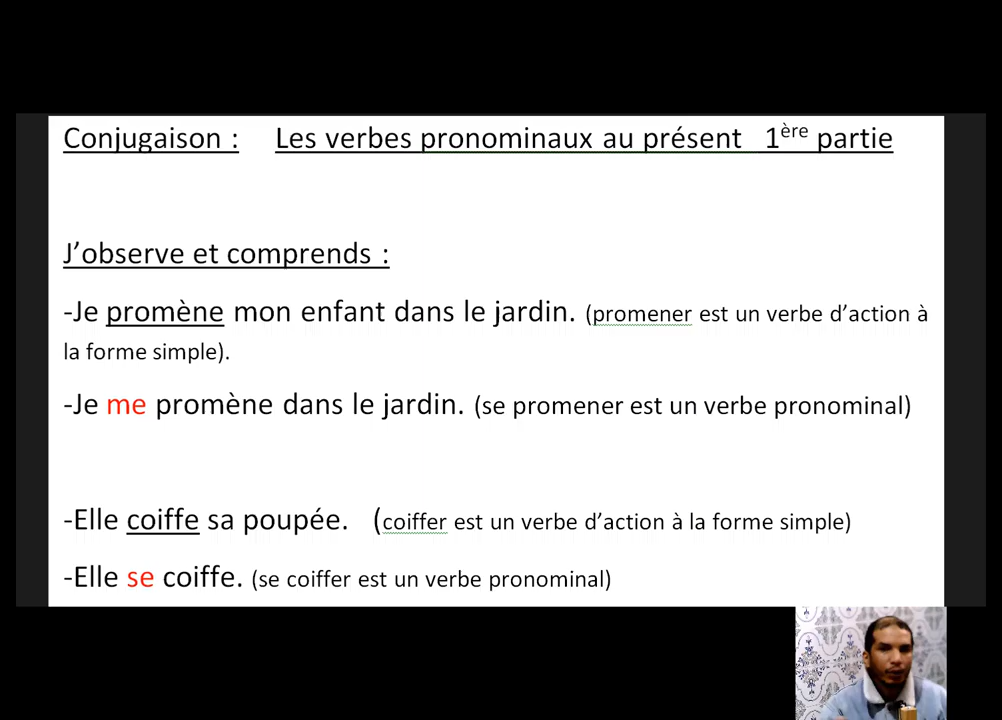 Conjugaison : Les verbes pronominaux au présent 1ère partie
J’observe et comprends :
-Je promène mon enfant dans le jardin. (promener est un verbe d’action à
la forme simple).
-Je me promène dans le jardin. (se promener est un verbe pronominal)
-Elle coiffe sa poupée. (coiffer est un verbe d’action à la forme simple)
-Elle se coiffe. (se coiffer est un verbe pronominal)